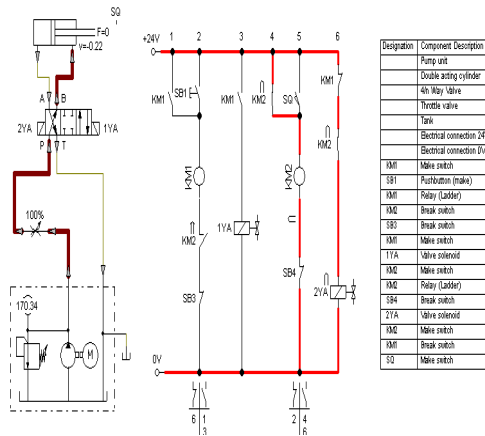 SQ
F=0
v=-0.22
A B
2YA 1YA
P T
100%
170.34
M
1 2 3 4 5 6
+24V
KM1 SB1 KM1 KM2 SQ KM1
KM2
KM1 KM2
KM2
1YA
SB3 SB4 2YA
0V
6 1 2 4
3 6
Designation Component Description
Pump unit
Double acting cylinder
4/n Way Valve
Throttle valve
Tank
Electrical connection 24
Electrical connection 0V
KM1 Make switch
SB1 Pushbutton (make)
KM1 Relay (Ladder)
KM2 Break switch
SB3 Break switch
KM1 Make switch
1YA Valve solenoid
KM2 Make switch
KM2 Relay (Ladder)
SB4 Break switch
2YA Valve solenoid
KM2 Make switch
KM1 Break switch
SQ Make switch